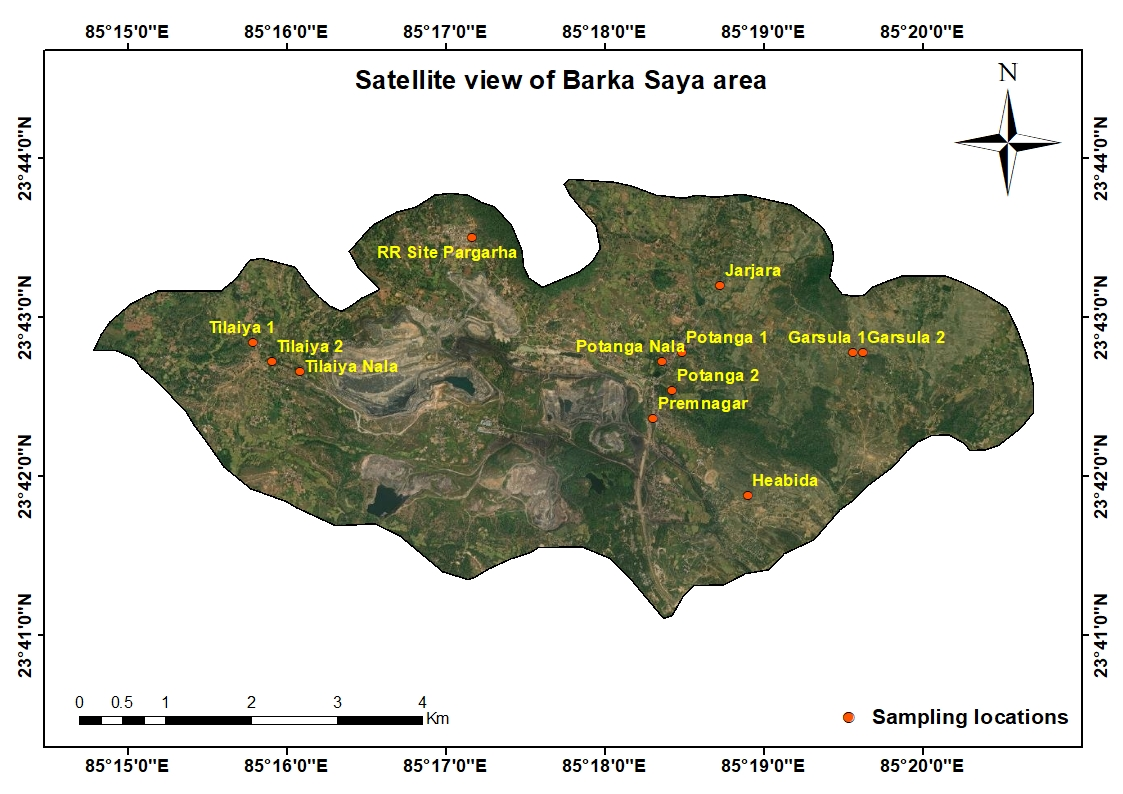 85°15'0"E 85°16'0"E 85°17'0"E 85°18'0"E 85°19'0"E 85°20'0"E
Satellite view of Barka Saya area
N
23°44'0"N 23°44'0"N
RR Site Pargarha
Jarjara
23°43'0"N 23°43'0"N
Tilaiya 1
Potanga 1
Garsula 1 Garsula 2
Tilaiya 2
Potanga Nala
Tilaiya Nala
Potanga 2
Premnagar
23°42'0"N 23°42'0"N
Heabida
23°41'0"N 23°41'0"N
0 0.5 1 2 3 4
Km
Sampling locations
85°15'0"E 85°16'0"E 85°17'0"E 85°18'0"E 85°19'0"E 85°20'0"E